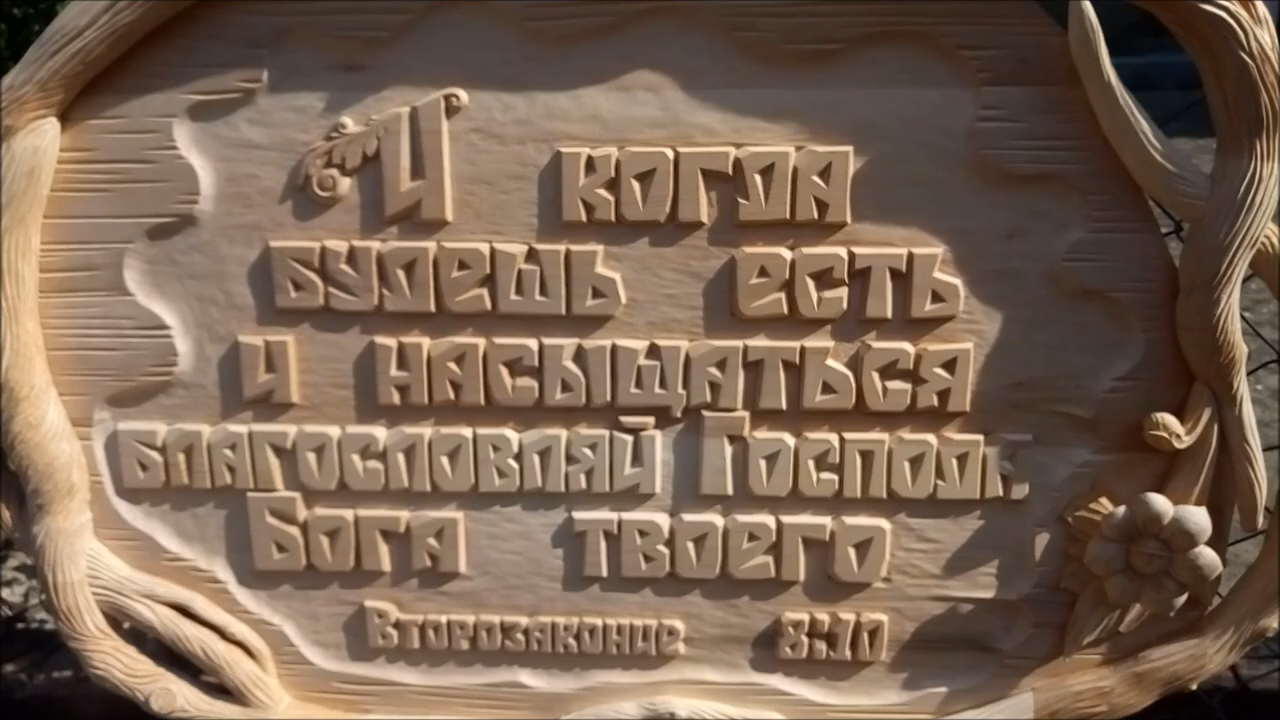 И когда
будешь есть
и насыщаться
благословляй Господа
Бога твоего
Второзаконие 8:10